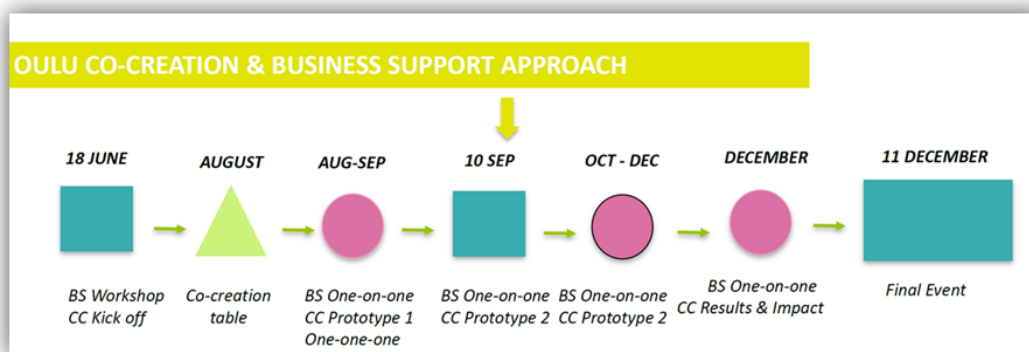 OULU CO-CREATION & BUSINESS SUPPORT APPROACH
18 JUNE
AUGUST
AUG-SEP
10 SEP
OCT - DEC
DECEMBER
11 DECEMBER
BS Workshop
CC Kick off
Co-creation
table
BS One-on-one
CC Prototype 1
One-one-one
BS One-on-one
CC Prototype 2
BS One-on-one
CC Prototype 2
BS One-on-one
CC Results & Impact
Final Event